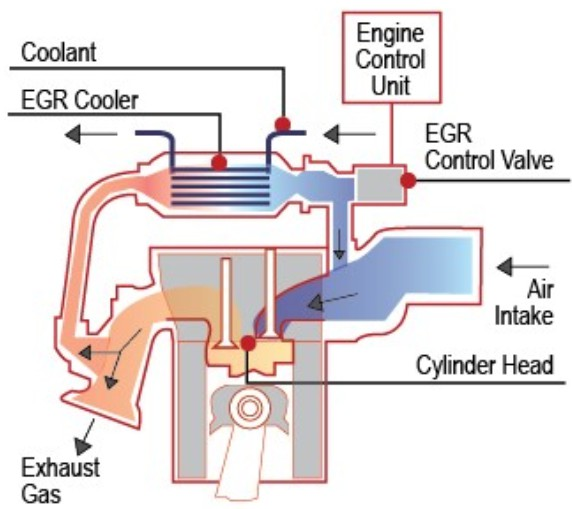 Coolant
EGR Cooler
Engine
Control
Unit
EGR
Control Valve
Air
Intake
Cylinder Head
Exhaust
Gas